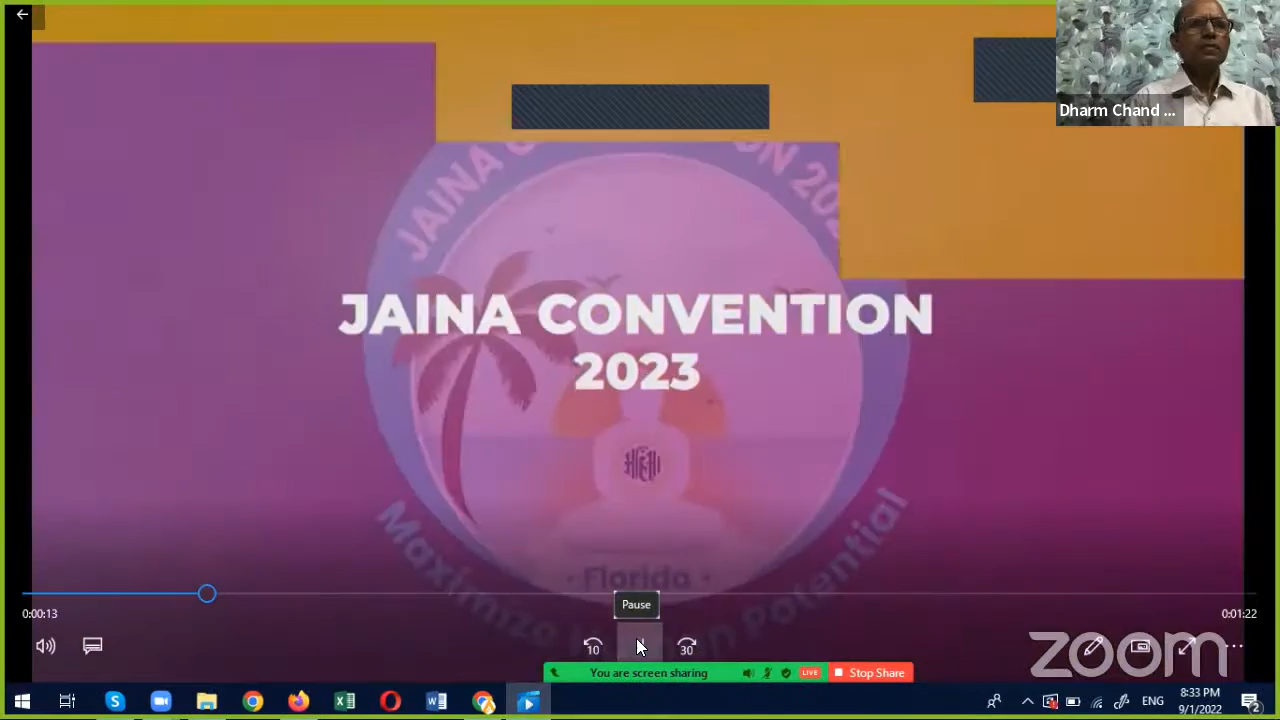 Dharm Chand ...
JAINA CONVENTION
2023
Florida
0:00:13
0:01:22
Pause
10
30
zoom
You are screen sharing
LIVE
Stop Share
ENG
8:33 PM
9/1/2022
2